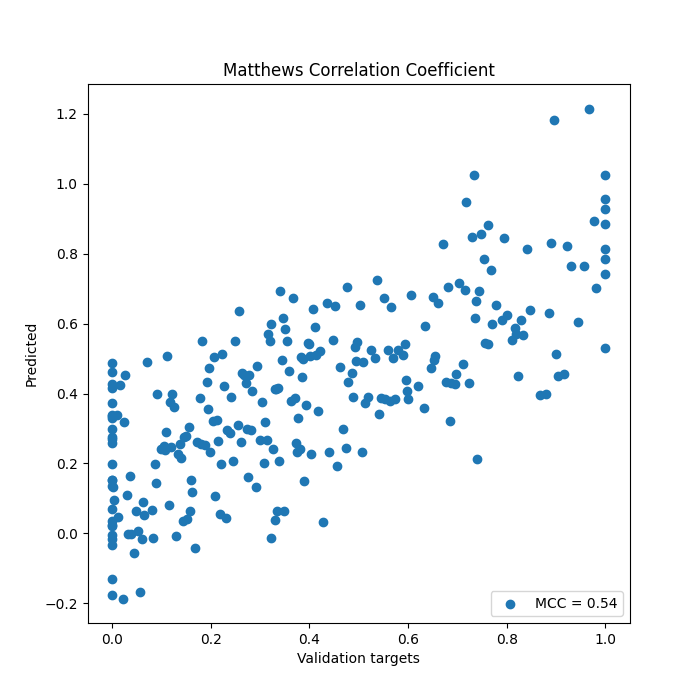 Matthews Correlation Coefficient
1.2
1.0
0.8
0.6
0.4
0.2
0.0
−0.2
Predicted
MCC = 0.54
0.0 0.2 0.4 0.6 0.8 1.0
Validation targets